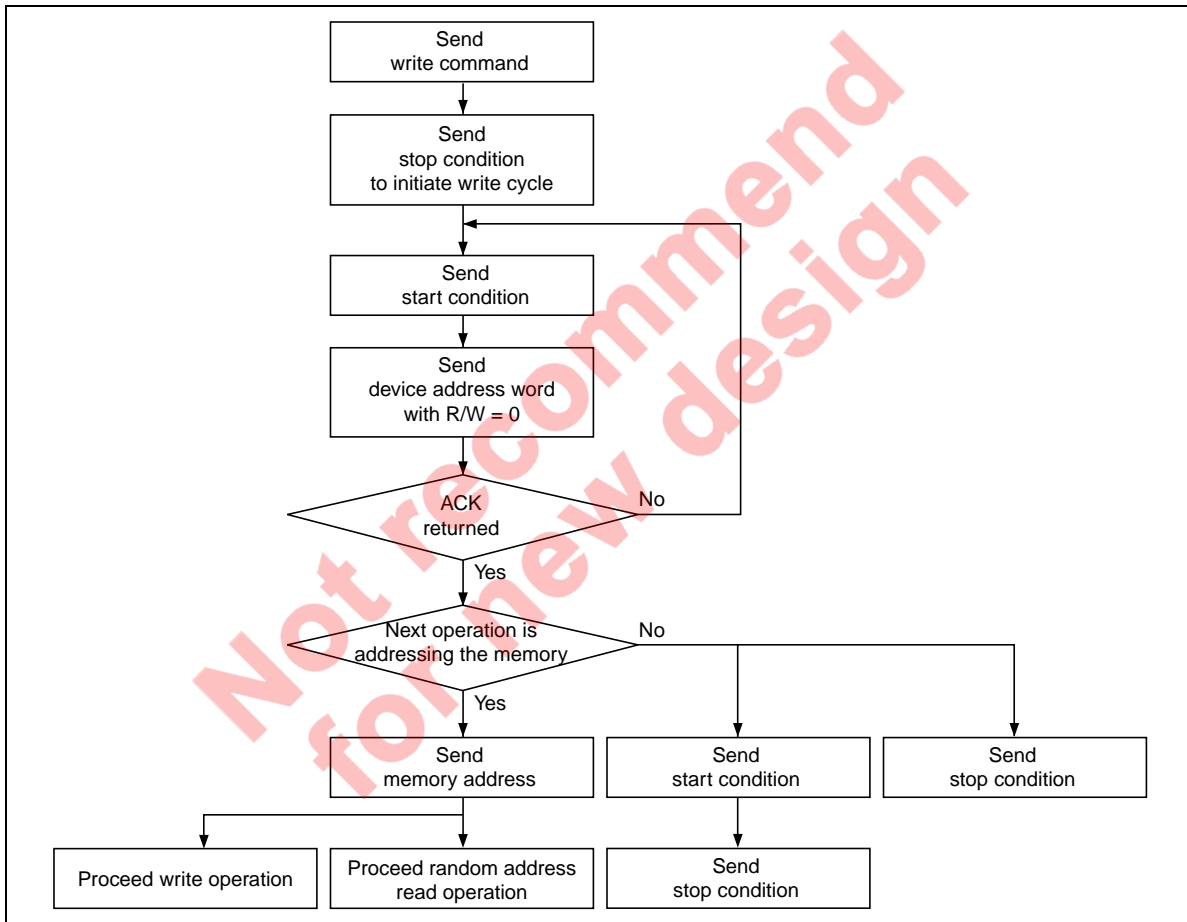 Send
write command
Send
stop condition
to initiate write cycle
Send
start condition
Send
device address word
with R/W = 0
ACK
returned
No
Yes
Next operation is
addressing the memory
No
Yes
Send
memory address
Send
start condition
Send
stop condition
Proceed write operation
Proceed random address
read operation
Send
stop condition
Not recommend
for new design